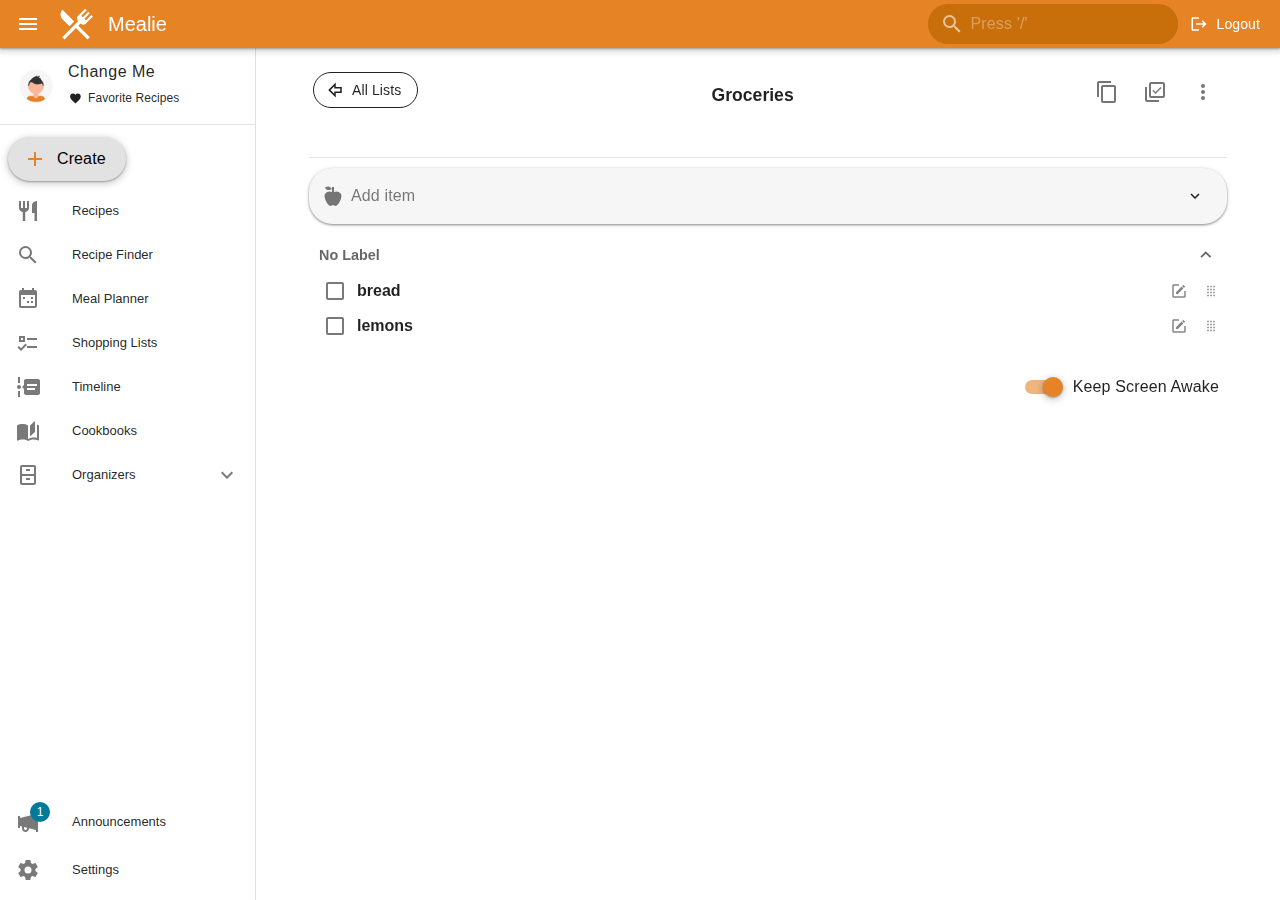 Mealie
Press '/'
Logout
Change Me
Favorite Recipes
Create
Recipes
Recipe Finder
Meal Planner
Shopping Lists
Timeline
Cookbooks
Organizers
1
Announcements
Settings
All Lists
Groceries
Add item
No Label
bread
lemons
Keep Screen Awake